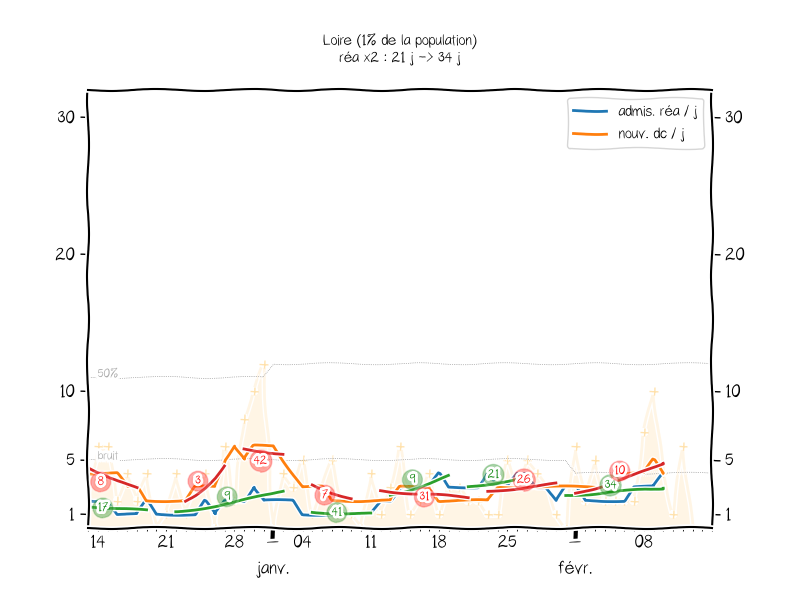 Loire (1% de la population)
réa x2 : 21 j -> 34 j
admis. réa / j
nouv. dc / j
30 30
20 20
50%
10 10
bruit
5 5
1 1
8 17 3 9 42 7 41 9 31 21 26 34 10
14 21 28 04 11 18 25 08
janv. févr.